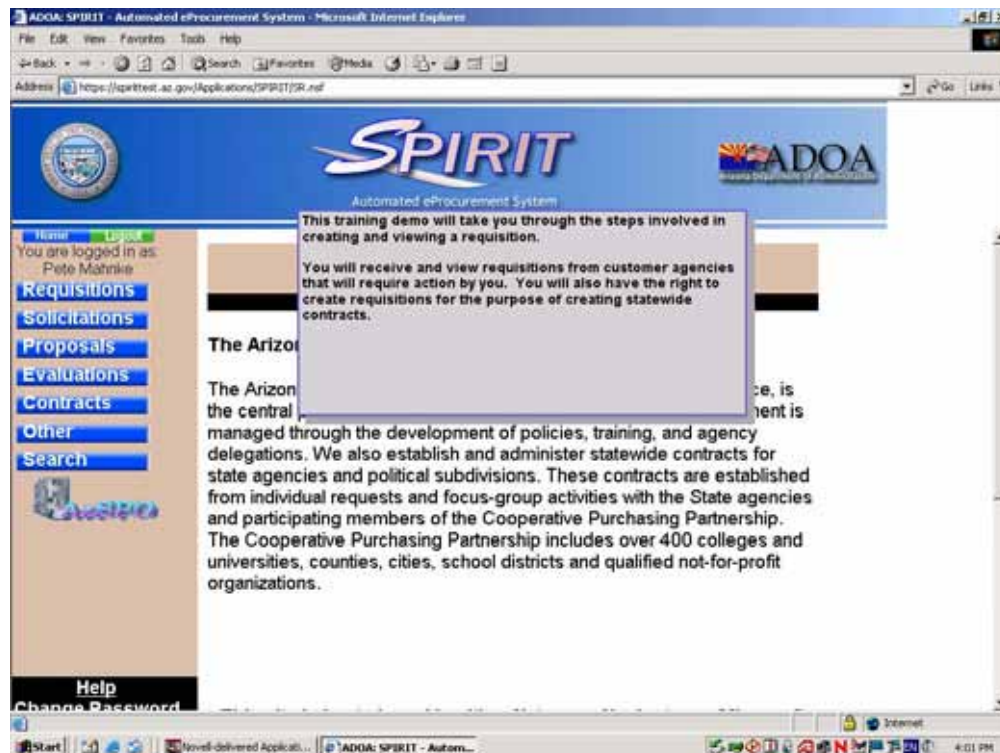 ADOA: SPIRIT - Automated eProcurement System - Microsoft Internet Explorer
File Edit View Favorites Tools Help
Back Search Favorites Media
Address https://spirittest.az.gov/Applications/SPIRIT/SR.nsf Go Links
SPIRIT
Automated eProcurement System
ADOA
Home Logout
You are logged in as:
Pete Mahnke
Requisitions
Solicitations
Proposals
Evaluations
Contracts
Other
Search
Help
Change Password
This training demo will take you through the steps involved in
creating and viewing a requisition.
You will receive and view requisitions from customer agencies
that will require action by you. You will also have the right to
create requisitions for the purpose of creating statewide
contracts.
The Arizo
The Arizon ce, is
the central nent is
managed through the development of policies, training, and agency
delegations. We also establish and administer statewide contracts for
state agencies and political subdivisions. These contracts are established
from individual requests and focus-group activities with the State agencies
and participating members of the Cooperative Purchasing Partnership.
The Cooperative Purchasing Partnership includes over 400 colleges and
universities, counties, cities, school districts and qualified not-for-profit
organizations.
Internet
Start Novell-delivered Applicati... ADOA: SPIRIT - Autom... 4:01 PM